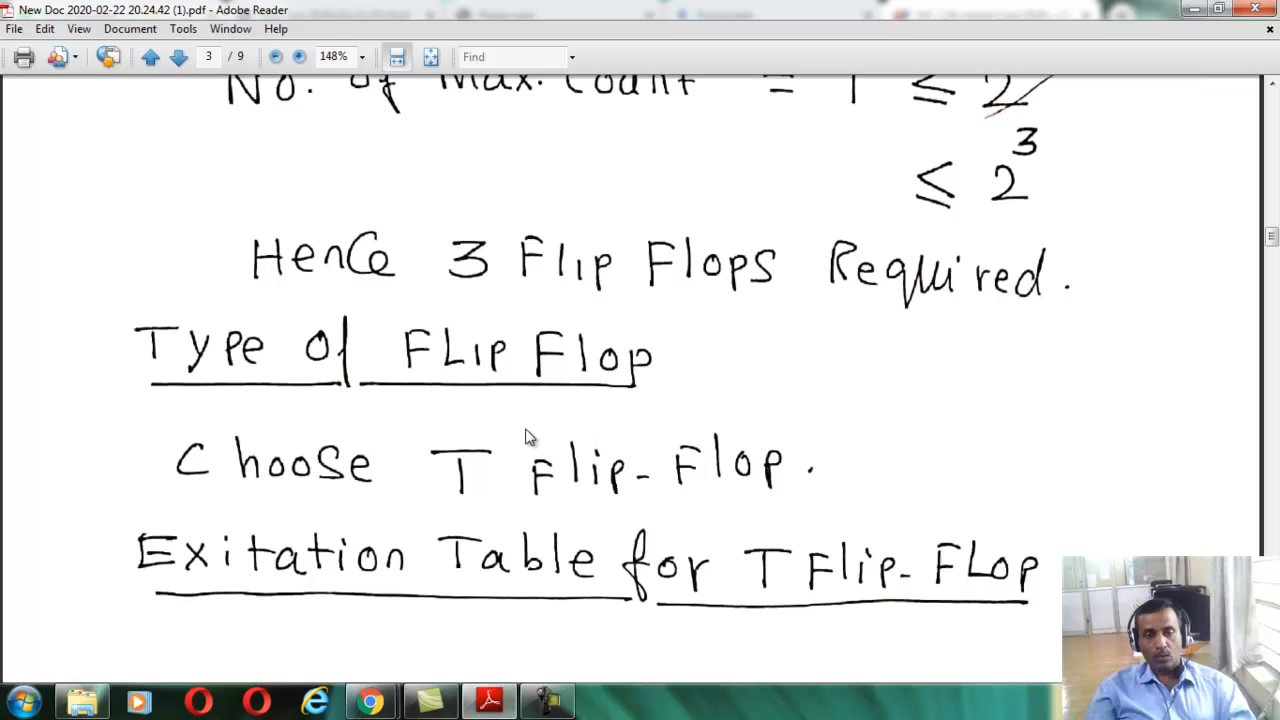 New Doc 2020-02-22 20.24.42 (1).pdf - Adobe Reader
File Edit View Document Tools Window Help
3 / 9 148% Find
No. of Max. Count = 7 ≤ 2
3
≤ 2
Hence 3 Flip Flops Required.
Type of FLip Flop
Choose T Flip-Flop.
Exitation Table for T Flip-FLop